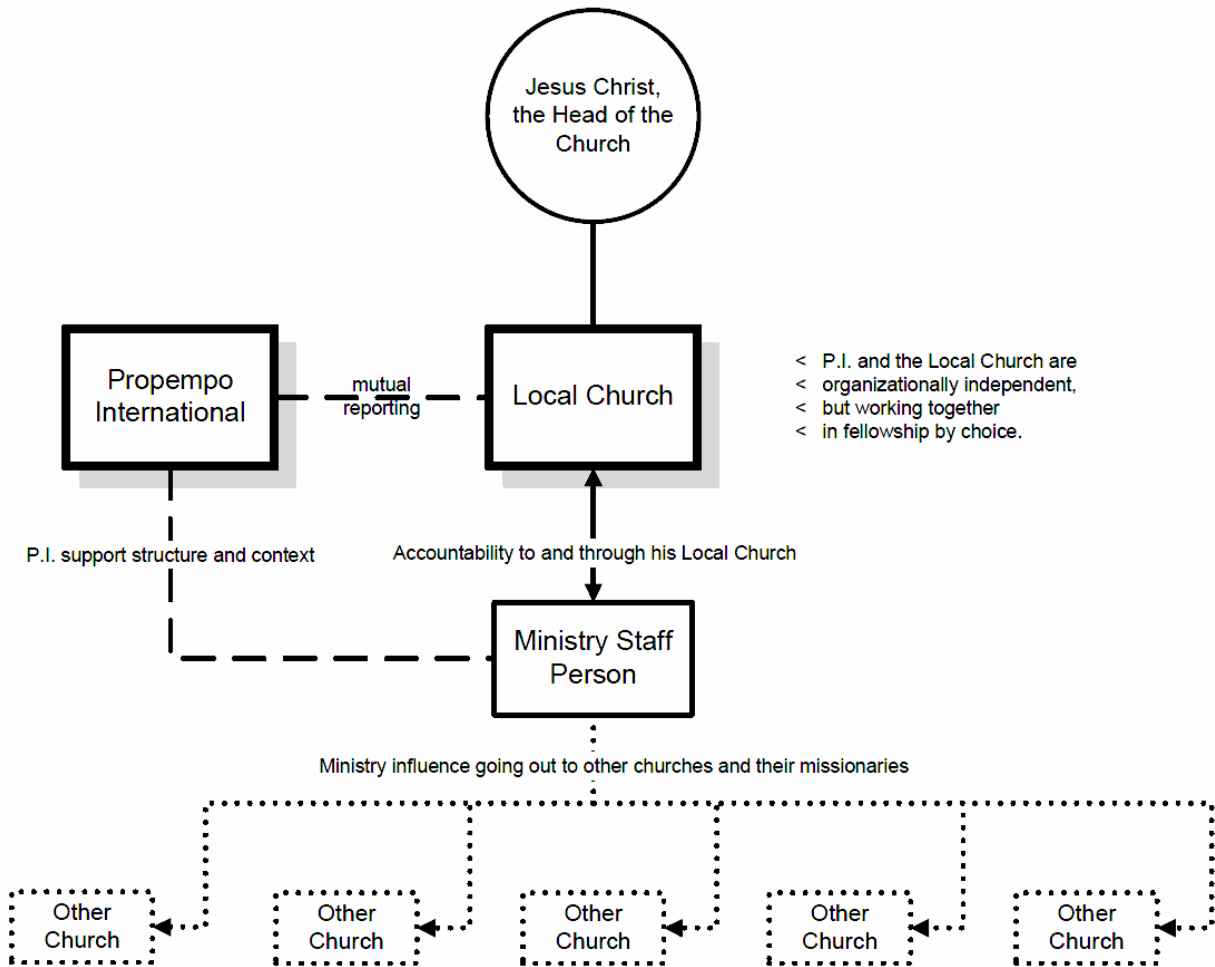 Jesus Christ,
the Head of the
Church
Propempo
International
mutual
reporting
Local Church
< P.I. and the Local Church are
< organizationally independent,
< but working together
< in fellowship by choice.
P.I. support structure and context
Accountability to and through his Local Church
Ministry Staff
Person
Ministry influence going out to other churches and their missionaries
Other
Church
Other
Church
Other
Church
Other
Church
Other
Church